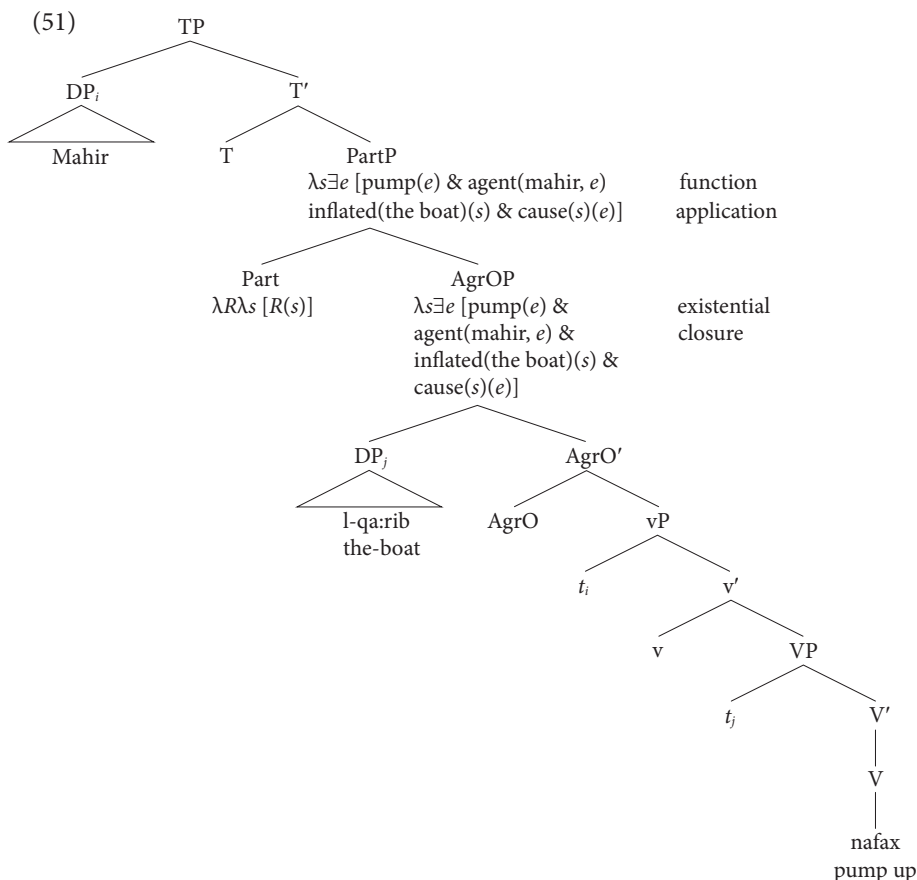 (51)
TP
DPᵢ T′
Mahir T PartP
λs∃e [pump(e) & agent(mahir, e) function
inflated(the boat)(s) & cause(s)(e)] application
Part AgrOP
λRλs [R(s)] λs∃e [pump(e) & existential
agent(mahir, e) & closure
inflated(the boat)(s) &
cause(s)(e)]
DPⱼ AgrO'
l-qa:rib AgrO vP
the-boat
tᵢ v'
v VP
tⱼ V′
V
nafax
pump up